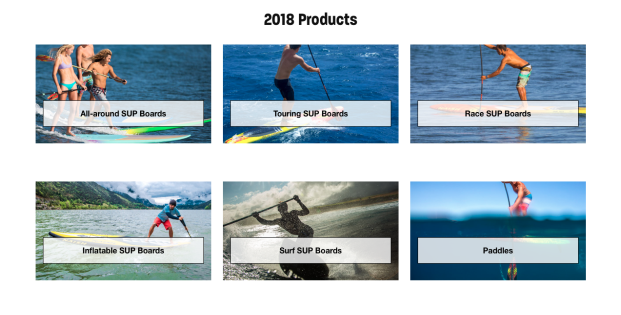 2018 Products
All-around SUP Boards
Touring SUP Boards
Race SUP Boards
Inflatable SUP Boards
Surf SUP Boards
Paddles